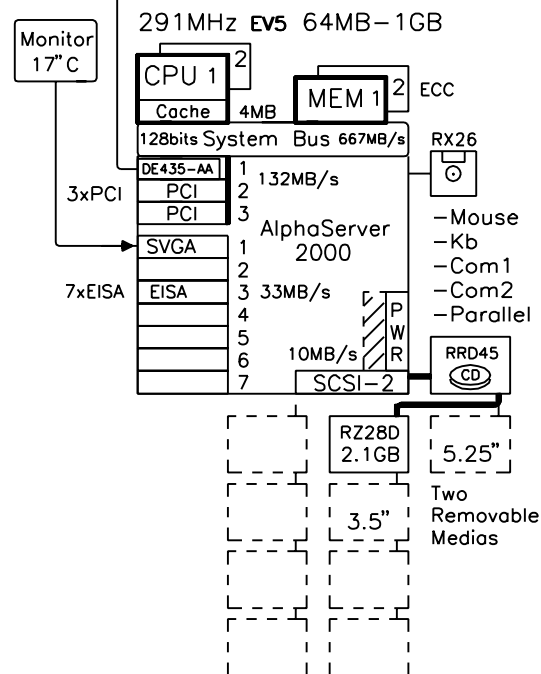 291MHz EV5 64MB-1GB
Monitor
17"C
CPU 1
2
Cache 4MB
MEM 1
2
ECC
128bits System Bus 667MB/s
RX26
3xPCI
DE435-AA 1
132MB/s
PCI 2
PCI 3
AlphaServer
2000
-Mouse
-Kb
-Com1
-Com2
-Parallel
7xEISA
SVGA 1
2
EISA 3 33MB/s
4
5
6
7
10MB/s
PWR
SCSI-2
RRD45
CD
RZ28D
2.1GB
5.25"
3.5"
Two
Removable
Medias